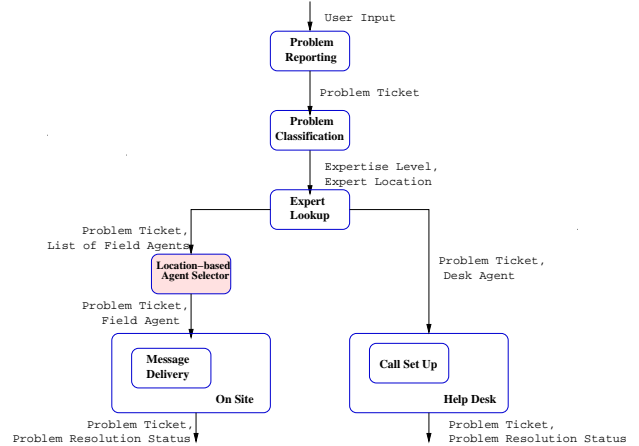 User Input
Problem
Reporting
Problem Ticket
Problem
Classification
Expertise Level,
Expert Location
Expert
Lookup
Problem Ticket,
List of Field Agents
Location-based
Agent Selector
Problem Ticket,
Desk Agent
Problem Ticket,
Field Agent
Message
Delivery
On Site
Call Set Up
Help Desk
Problem Ticket,
Problem Resolution Status
Problem Ticket,
Problem Resolution Status